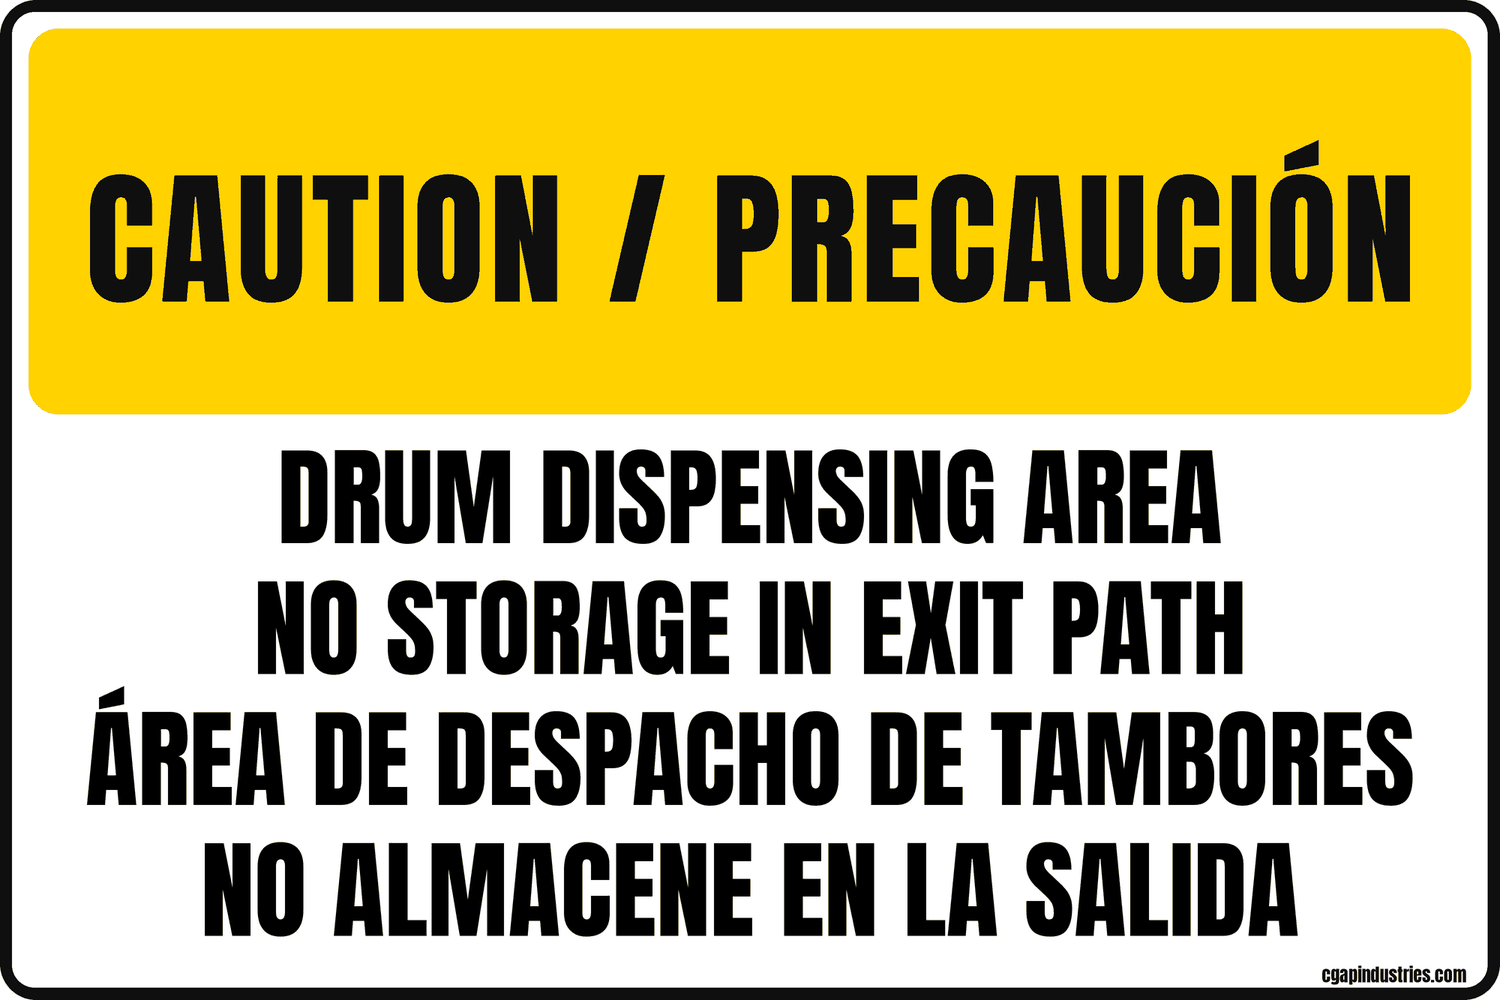 CAUTION / PRECAUCIÓN
DRUM DISPENSING AREA
NO STORAGE IN EXIT PATH
ÁREA DE DESPACHO DE TAMBORES
NO ALMACENE EN LA SALIDA
cgapindustries.com